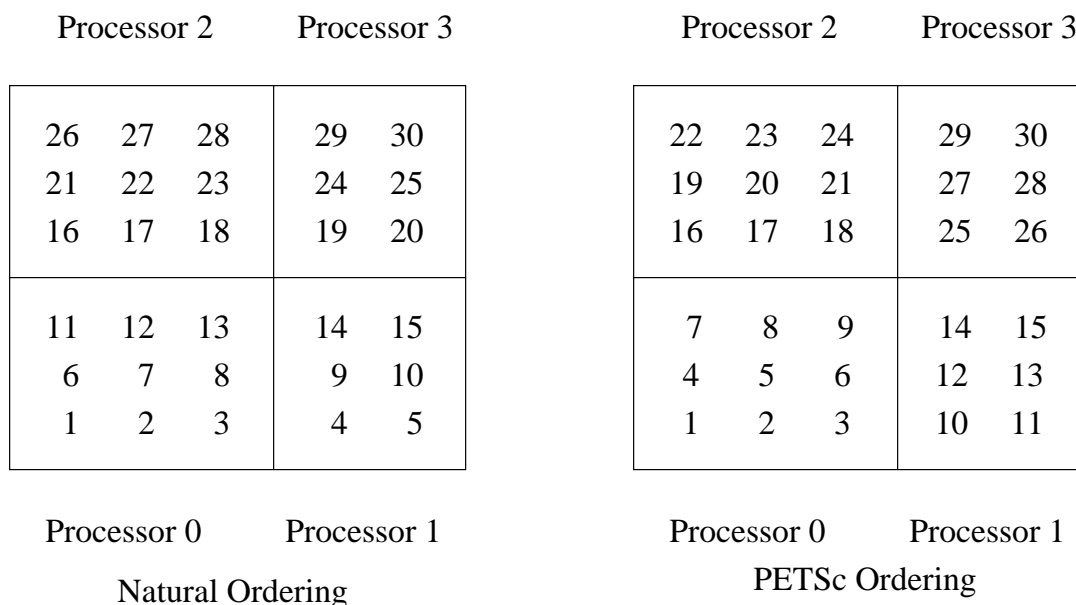 Processor 2 Processor 3 Processor 2 Processor 3
26 27 28 29 30 22 23 24 29 30
21 22 23 24 25 19 20 21 27 28
16 17 18 19 20 16 17 18 25 26
11 12 13 14 15 7 8 9 14 15
6 7 8 9 10 4 5 6 12 13
1 2 3 4 5 1 2 3 10 11
Processor 0 Processor 1 Processor 0 Processor 1
Natural Ordering PETSc Ordering